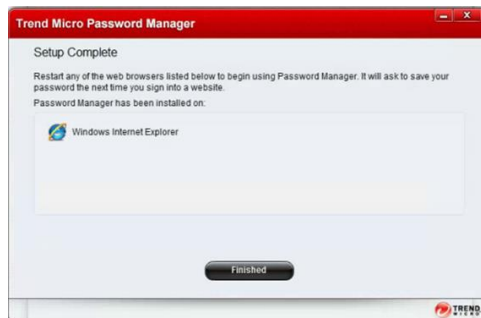 Trend Micro Password Manager
Setup Complete
Restart any of the web browsers listed below to begin using Password Manager. It will ask to save your
password the next time you sign into a website.
Password Manager has been installed on:
Windows Internet Explorer
Finished
TREND
MICRO